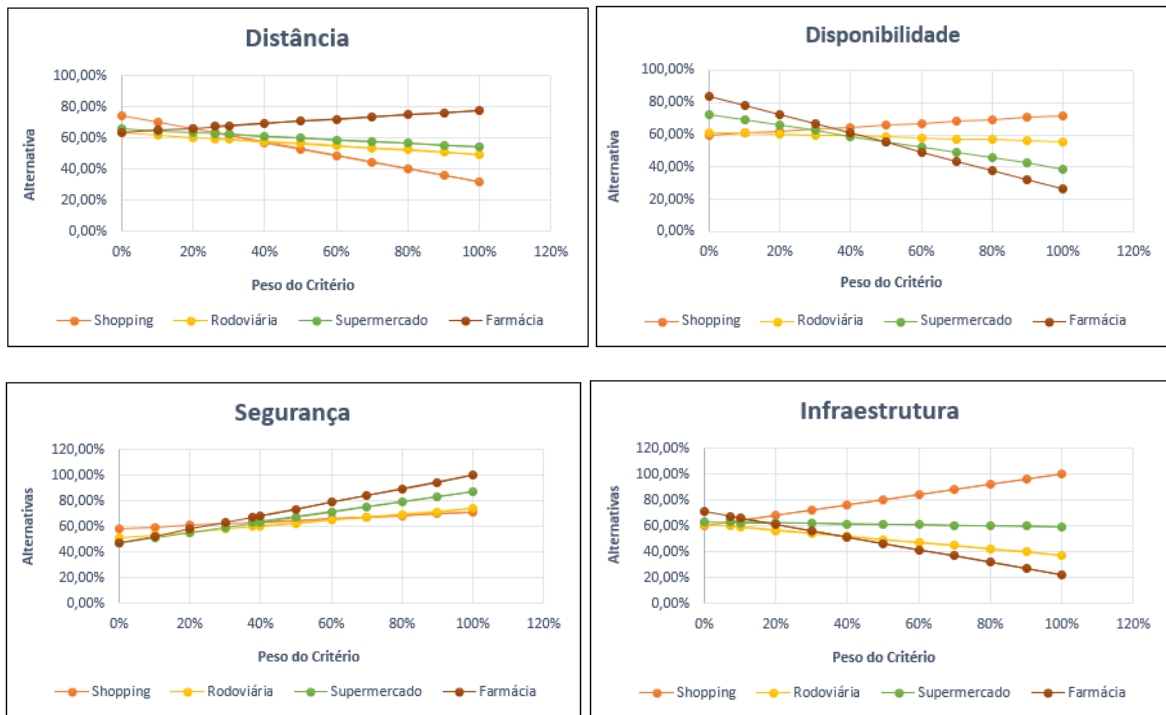 Distância
100,00%
80,00%
60,00%
40,00%
20,00%
0,00%
Alternativa
0% 20% 40% 60% 80% 100% 120%
Peso do Critério
Shopping Rodoviária Supermercado Farmácia
Disponibilidade
100,00%
80,00%
60,00%
40,00%
20,00%
0,00%
Alternativa
0% 20% 40% 60% 80% 100% 120%
Peso do Critério
Shopping Rodoviária Supermercado Farmácia
Segurança
120,00%
100,00%
80,00%
60,00%
40,00%
20,00%
0,00%
Alternativas
0% 20% 40% 60% 80% 100% 120%
Peso do Critério
Shopping Rodoviária Supermercado Farmácia
Infraestrutura
120,00%
100,00%
80,00%
60,00%
40,00%
20,00%
0,00%
Alternativas
0% 20% 40% 60% 80% 100% 120%
Peso do Critério
Shopping Rodoviária Supermercado Farmácia